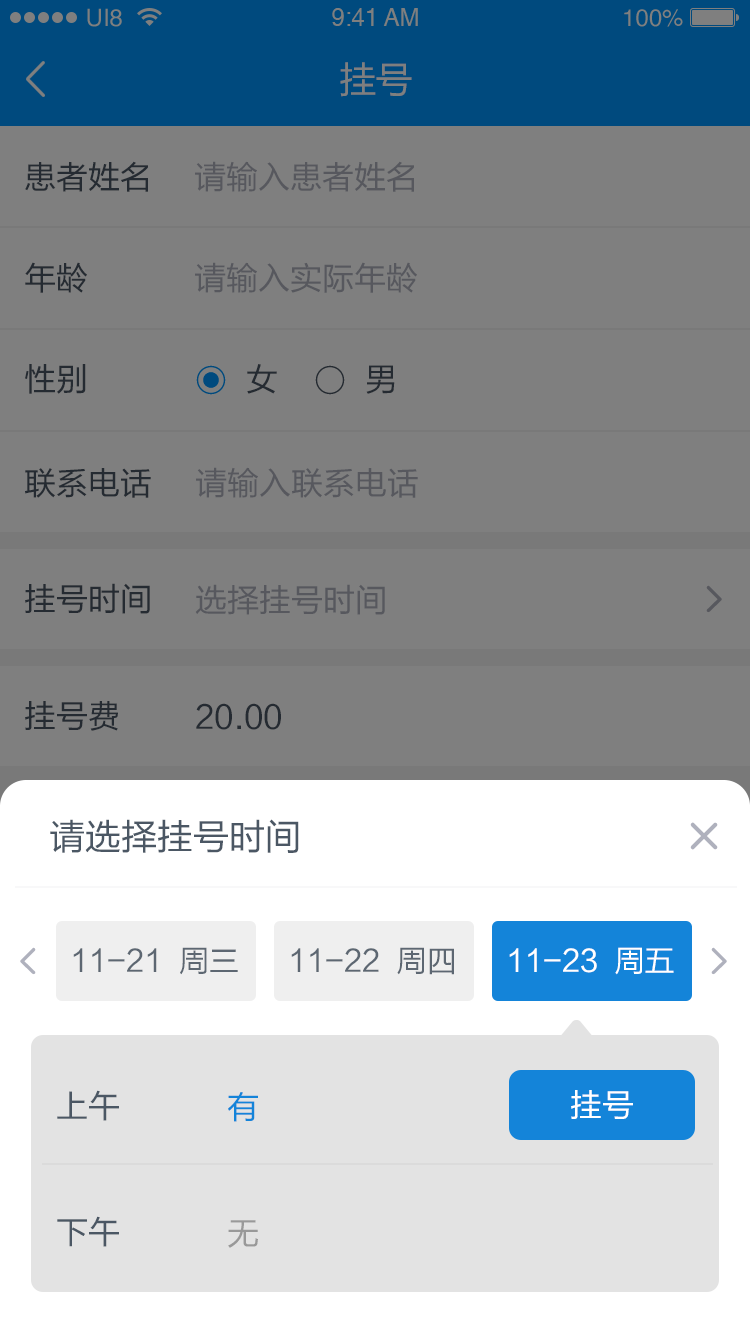 UI8 9:41 AM 100%
挂号
患者姓名 请输入患者姓名
年龄 请输入实际年龄
性别 女 男
联系电话 请输入联系电话
挂号时间 选择挂号时间
挂号费 20.00
请选择挂号时间
11-21 周三 11-22 周四 11-23 周五
上午 有 挂号
下午 无